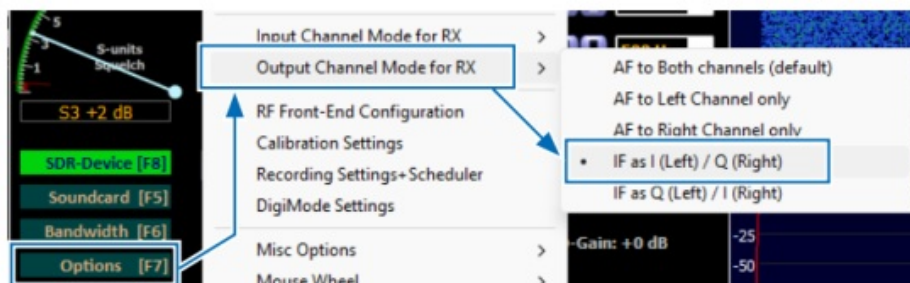 5
3
1
S-units
Squelch
S3 +2 dB
SDR-Device [F8]
Soundcard [F5]
Bandwidth [F6]
Options [F7]
Input Channel Mode for RX >
Output Channel Mode for RX >
RF Front-End Configuration
Calibration Settings
Recording Settings+Scheduler
DigiMode Settings
Misc Options >
Mouse Wheel >
AF to Both channels (default)
AF to Left Channel only
AF to Right Channel only
• IF as I (Left) / Q (Right)
IF as Q (Left) / I (Right)
-Gain: +0 dB
-25
-50